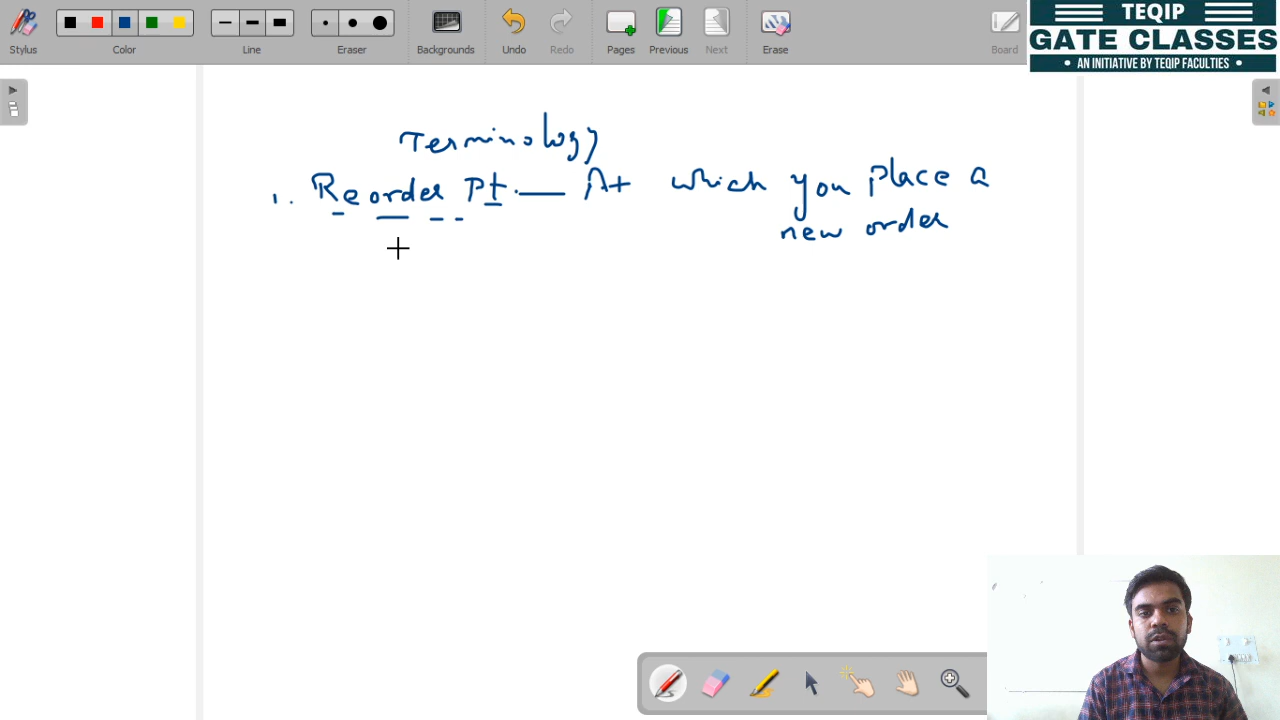 Stylus
Color
Line
Eraser
Backgrounds
Undo
Redo
Pages
Previous
Next
Erase
Board
TEQIP
GATE CLASSES
• AN INITIATIVE BY TEQIP FACULTIES •
Terminology
1. Reorder Pt. — At which you place a
new order